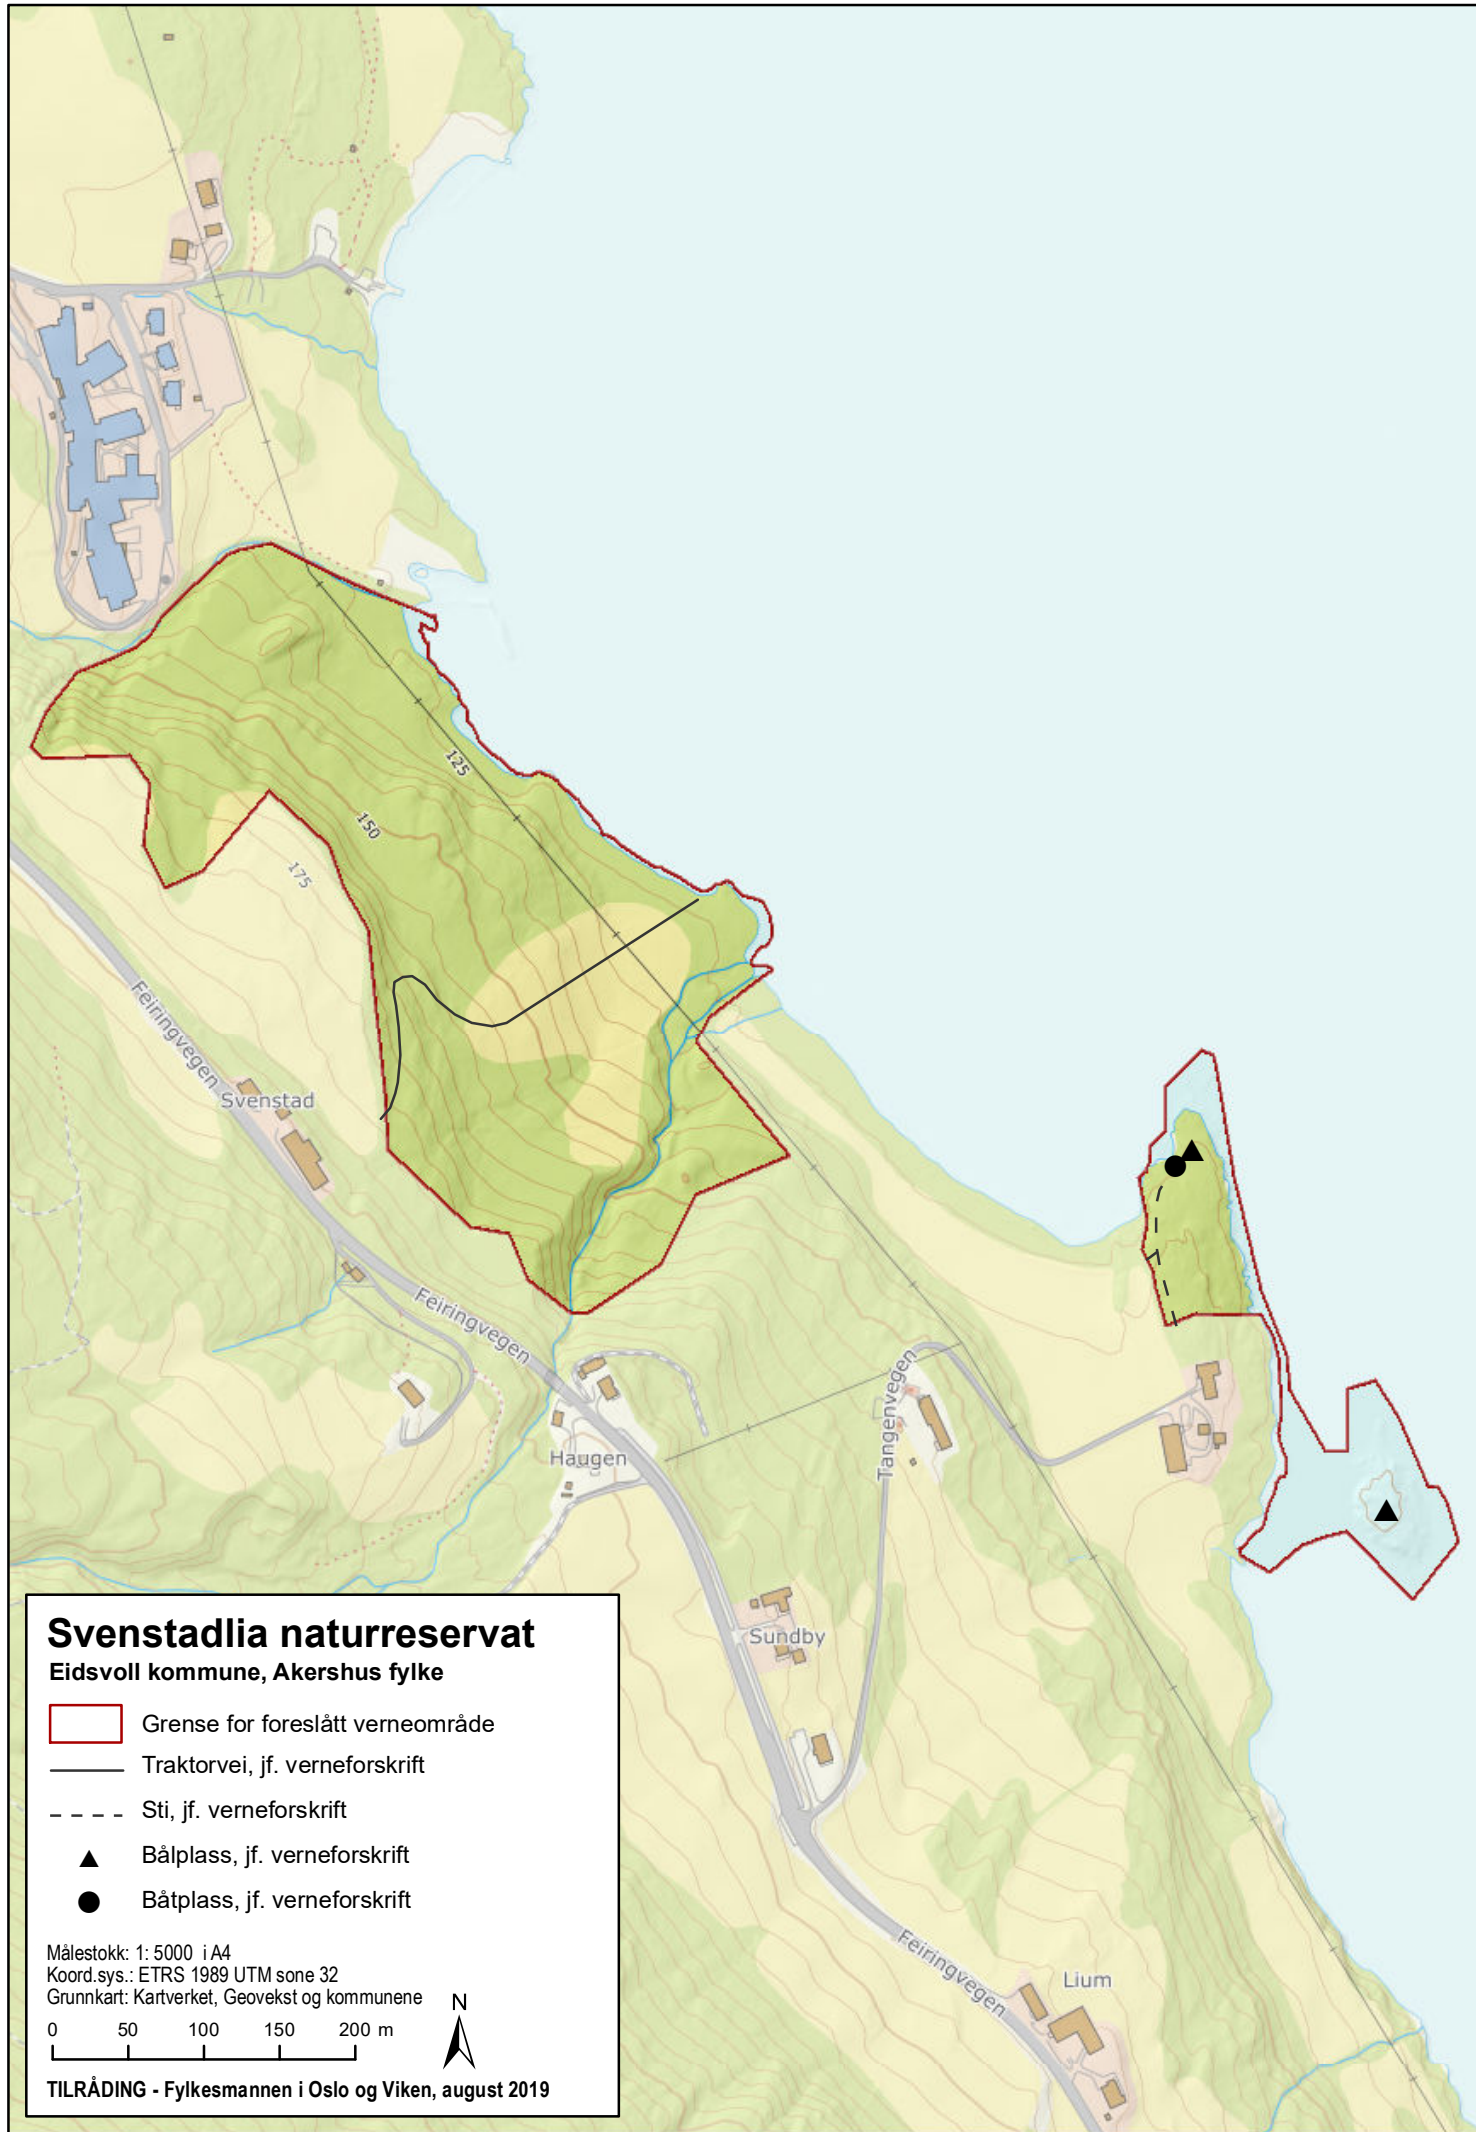 125
150
175
Feiringvegen
Svenstad
Feiringvegen
Haugen
Tangenvegen
Sundby
Feiringvegen
Lium
Svenstadlia naturreservat
Eidsvoll kommune, Akershus fylke
Grense for foreslått verneområde
Traktorvei, jf. verneforskrift
Sti, jf. verneforskrift
Bålplass, jf. verneforskrift
Båtplass, jf. verneforskrift
Målestokk: 1: 5000 i A4
Koord.sys.: ETRS 1989 UTM sone 32
Grunnkart: Kartverket, Geovekst og kommunene
N
0 50 100 150 200 m
TILRÅDING - Fylkesmannen i Oslo og Viken, august 2019